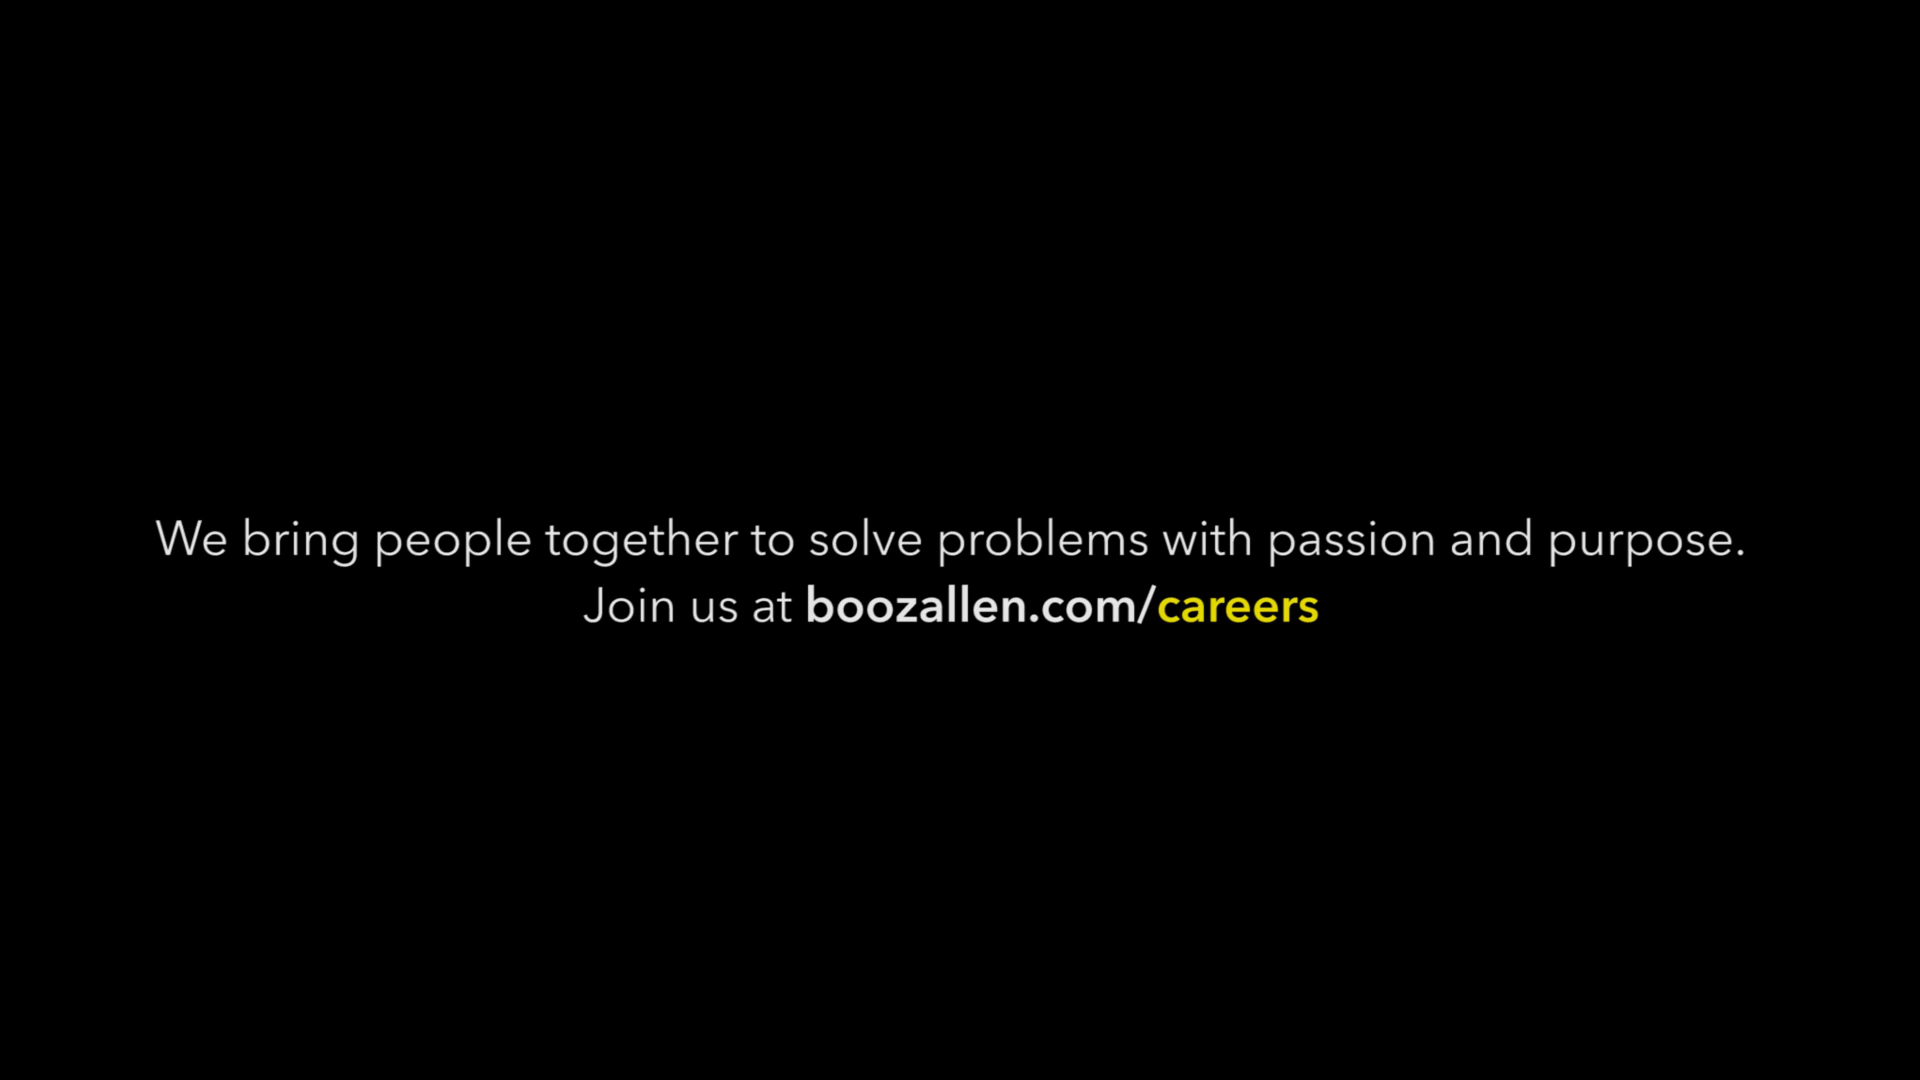 We bring people together to solve problems with passion and purpose.
Join us at boozallen.com/careers